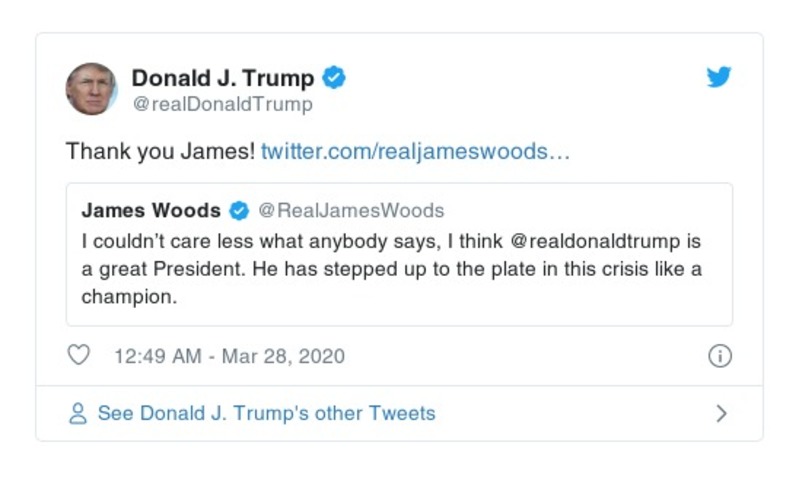 Donald J. Trump
@realDonaldTrump
Thank you James! twitter.com/realjameswoods…
James Woods @RealJamesWoods
I couldn't care less what anybody says, I think @realdonaldtrump is
a great President. He has stepped up to the plate in this crisis like a
champion.
12:49 AM - Mar 28, 2020
See Donald J. Trump's other Tweets